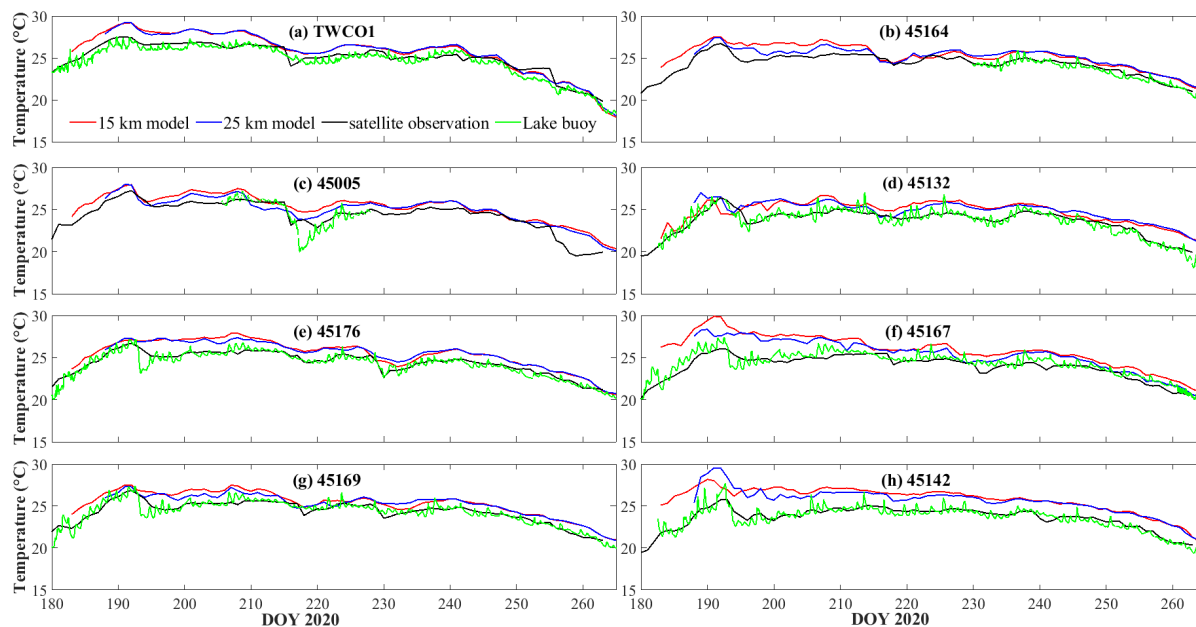 Temperature (°C)
30
25
20
15
(a) TWCO1
15 km model
25 km model
satellite observation
Lake buoy
30
25
20
15
(b) 45164
Temperature (°C)
30
25
20
15
(c) 45005
30
25
20
15
(d) 45132
Temperature (°C)
30
25
20
15
(e) 45176
30
25
20
15
(f) 45167
Temperature (°C)
30
25
20
15
(g) 45169
30
25
20
15
(h) 45142
180 190 200 210 220 230 240 250 260
DOY 2020
180 190 200 210 220 230 240 250 260
DOY 2020